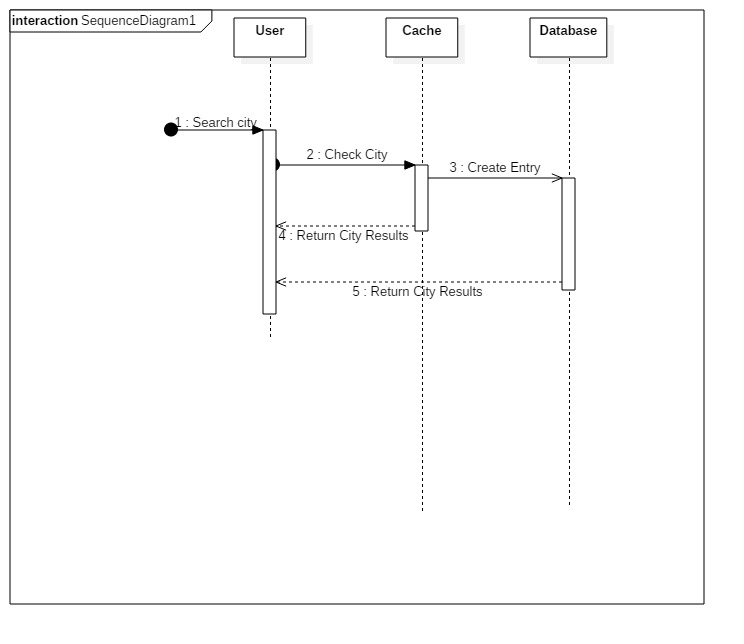 interaction SequenceDiagram1
User
Cache
Database
1 : Search city
2 : Check City
3 : Create Entry
4 : Return City Results
5 : Return City Results